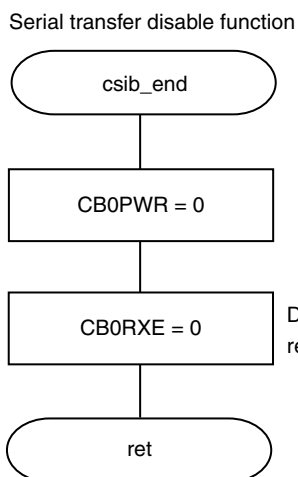 Serial transfer disable function
csib_end
CB0PWR = 0
CB0RXE = 0
ret